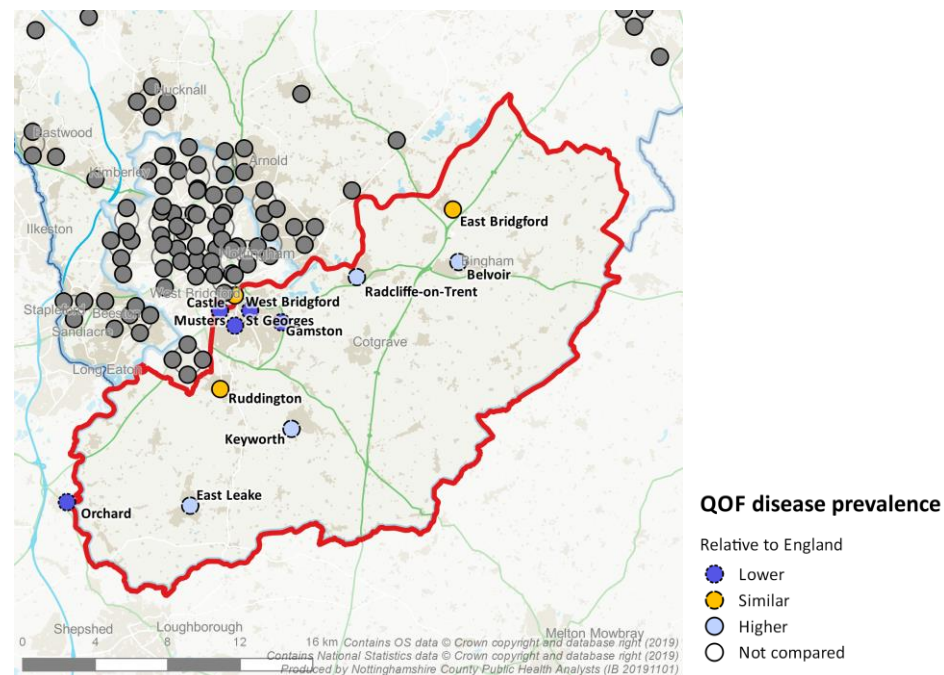 Hucknall
Eastwood
Arnold
Kimberley
East Bridgford
Ilkeston
Nottingham
Bingham
Belvoir
Radcliffe-on-Trent
West Bridgford
Castle
West Bridgford
Stapleford
Beeston
Musters
St Georges
Gamston
Sandiacre
Cotgrave
Long Eaton
Ruddington
Keyworth
East Leake
Orchard
QOF disease prevalence
Relative to England
Lower
Similar
Higher
Not compared
Shepshed
Loughborough
Melton Mowbray
0 4 8 12 16 km
Contains OS data © Crown copyright and database right (2019)
Contains National Statistics data © Crown copyright and database right (2019)
Produced by Nottinghamshire County Public Health Analysts (IB 20191101)